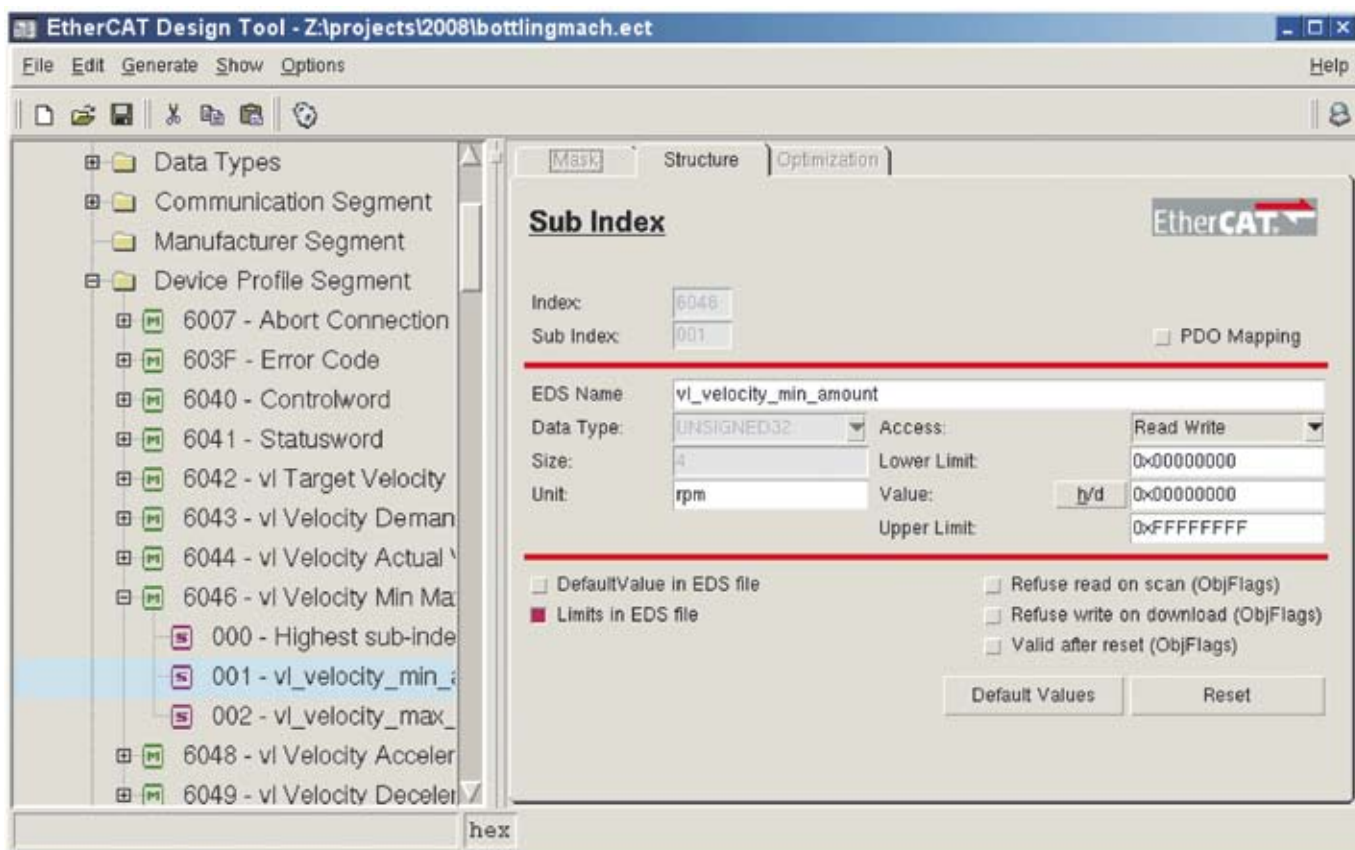 EtherCAT Design Tool - Z:\projects\2008\bottlingmach.ect
File Edit Generate Show Options Help
Data Types
Communication Segment
Manufacturer Segment
Device Profile Segment
M 6007 - Abort Connection
M 603F - Error Code
M 6040 - Controlword
M 6041 - Statusword
M 6042 - vl Target Velocity
M 6043 - vl Velocity Deman
M 6044 - vl Velocity Actual V
M 6046 - vl Velocity Min Ma
S 000 - Highest sub-inde
S 001 - vl_velocity_min_a
S 002 - vl_velocity_max_
M 6048 - vl Velocity Acceler
M 6049 - vl Velocity Deceler
Mask Structure Optimization
Sub Index
EtherCAT.
Index: 6046
Sub Index: 001
PDO Mapping
EDS Name vl_velocity_min_amount
Data Type: UNSIGNED32 Access: Read Write
Size: 4 Lower Limit: 0x00000000
Unit: rpm Value: h/d 0x00000000
Upper Limit: 0xFFFFFFFF
DefaultValue in EDS file Refuse read on scan (ObjFlags)
Limits in EDS file Refuse write on download (ObjFlags)
Valid after reset (ObjFlags)
Default Values Reset
hex